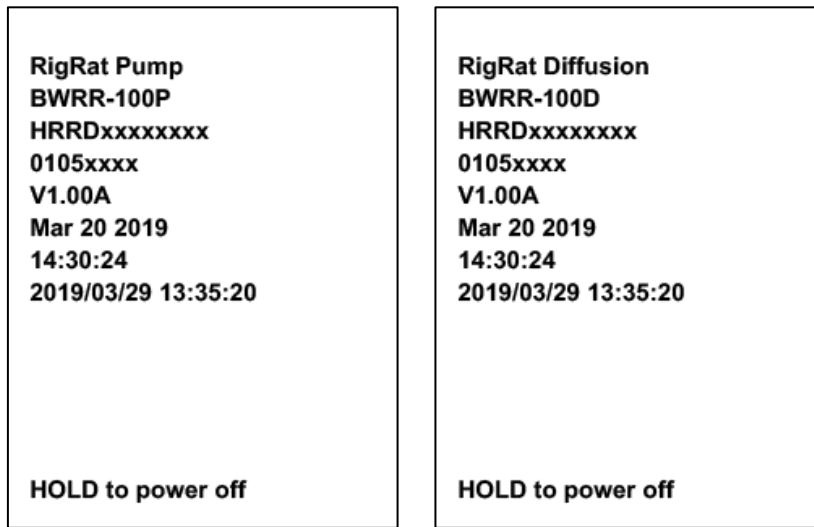 RigRat Pump
BWRR-100P
HRRDxxxxxxxx
0105xxxx
V1.00A
Mar 20 2019
14:30:24
2019/03/29 13:35:20
HOLD to power off
RigRat Diffusion
BWRR-100D
HRRDxxxxxxxx
0105xxxx
V1.00A
Mar 20 2019
14:30:24
2019/03/29 13:35:20
HOLD to power off